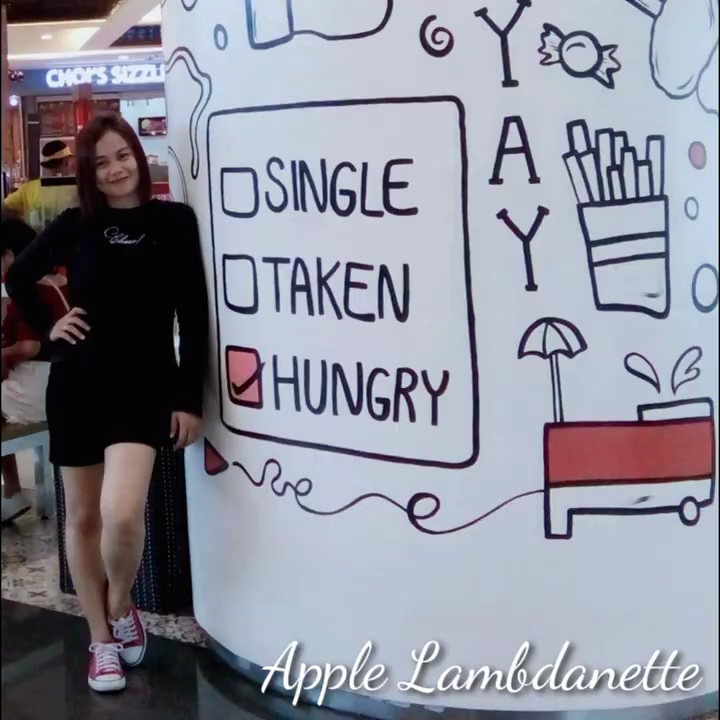 CHOI'S SIZZLI
Y
A
Y
SINGLE
TAKEN
HUNGRY
Apple Lambdanette